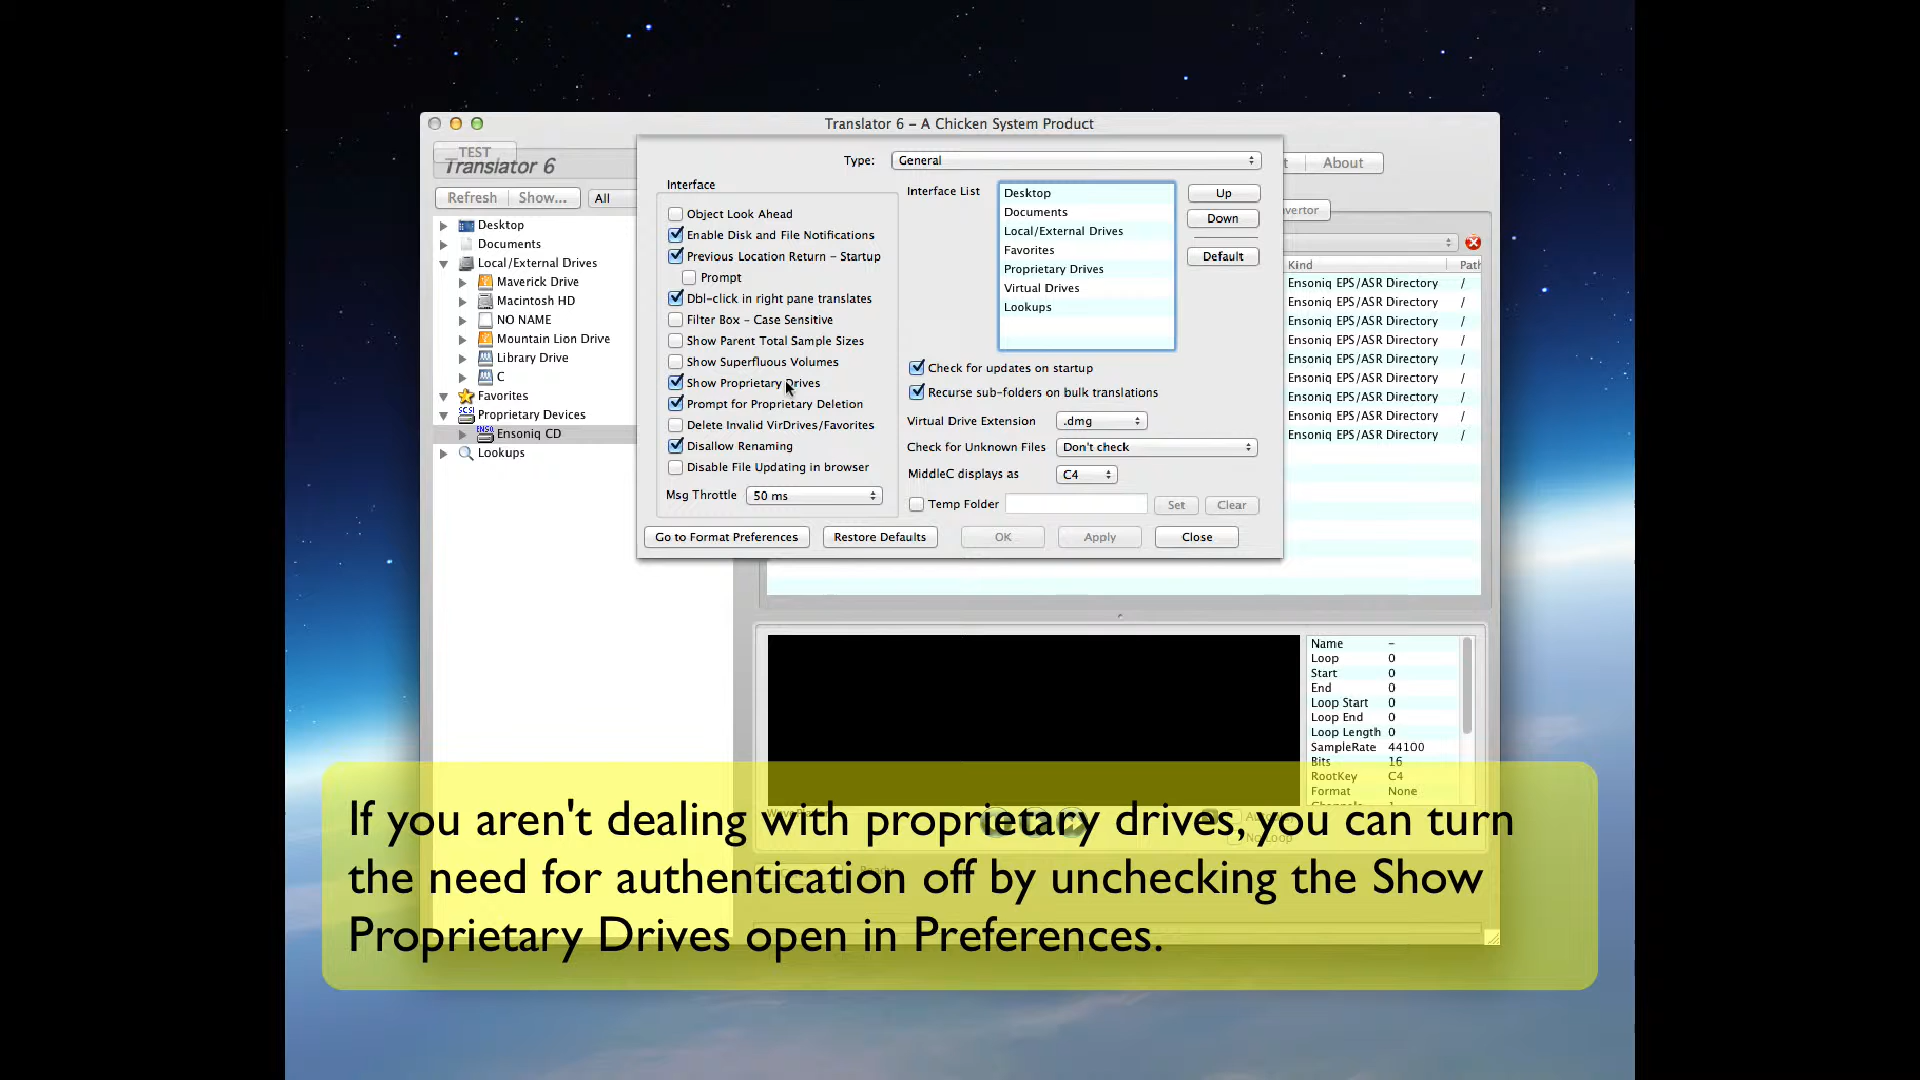 Translator 6 – A Chicken System Product
TEST
Translator 6
Refresh Show... All
Desktop
Documents
Local/External Drives
Maverick Drive
Macintosh HD
NO NAME
Mountain Lion Drive
Library Drive
C
Favorites
Proprietary Devices
Ensoniq CD
Lookups
Type: General
Interface
Object Look Ahead
Enable Disk and File Notifications
Previous Location Return – Startup
Prompt
Dbl-click in right pane translates
Filter Box – Case Sensitive
Show Parent Total Sample Sizes
Show Superfluous Volumes
Show Proprietary Drives
Prompt for Proprietary Deletion
Delete Invalid VirDrives/Favorites
Disallow Renaming
Disable File Updating in browser
Msg Throttle 50 ms
Interface List
Desktop
Documents
Local/External Drives
Favorites
Proprietary Drives
Virtual Drives
Lookups
Up
Down
Default
Check for updates on startup
Recurse sub-folders on bulk translations
Virtual Drive Extension .dmg
Check for Unknown Files Don't check
MiddleC displays as C4
Temp Folder Set Clear
Go to Format Preferences Restore Defaults OK Apply Close
About
Kind Path
Ensoniq EPS/ASR Directory /
Ensoniq EPS/ASR Directory /
Ensoniq EPS/ASR Directory /
Ensoniq EPS/ASR Directory /
Ensoniq EPS/ASR Directory /
Ensoniq EPS/ASR Directory /
Ensoniq EPS/ASR Directory /
Ensoniq EPS/ASR Directory /
Ensoniq EPS/ASR Directory /
Name –
Loop 0
Start 0
End 0
Loop Start 0
Loop End 0
Loop Length 0
SampleRate 44100
Bits 16
RootKey C4
Format None
If you aren't dealing with proprietary drives, you can turn
the need for authentication off by unchecking the Show
Proprietary Drives open in Preferences.